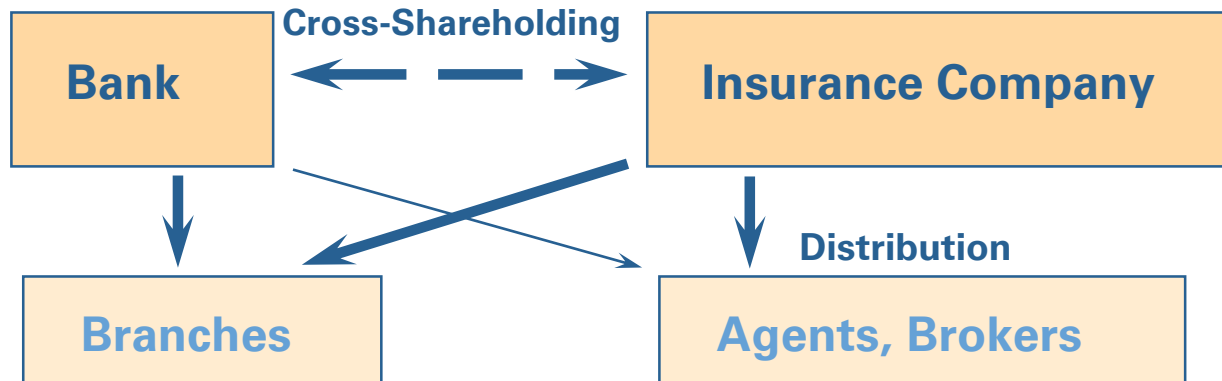 Cross-Shareholding
Bank
Insurance Company
Distribution
Branches
Agents, Brokers